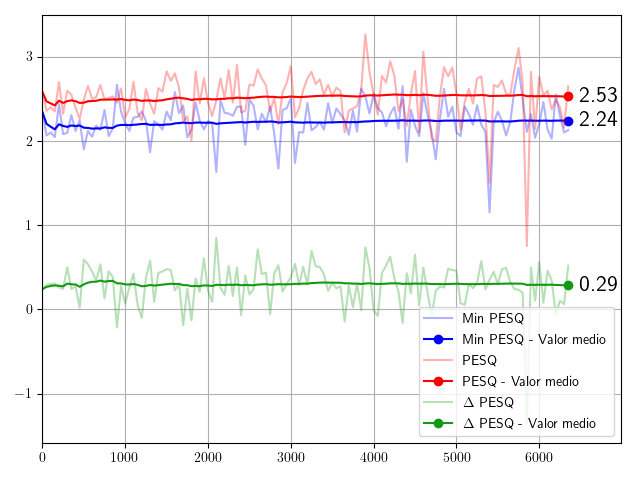 3
2
1
0
−1
0
1000
2000
3000
4000
5000
6000
7000
2.53
2.24
0.29
Min PESQ
Min PESQ - Valor medio
PESQ
PESQ - Valor medio
Δ PESQ
Δ PESQ - Valor medio